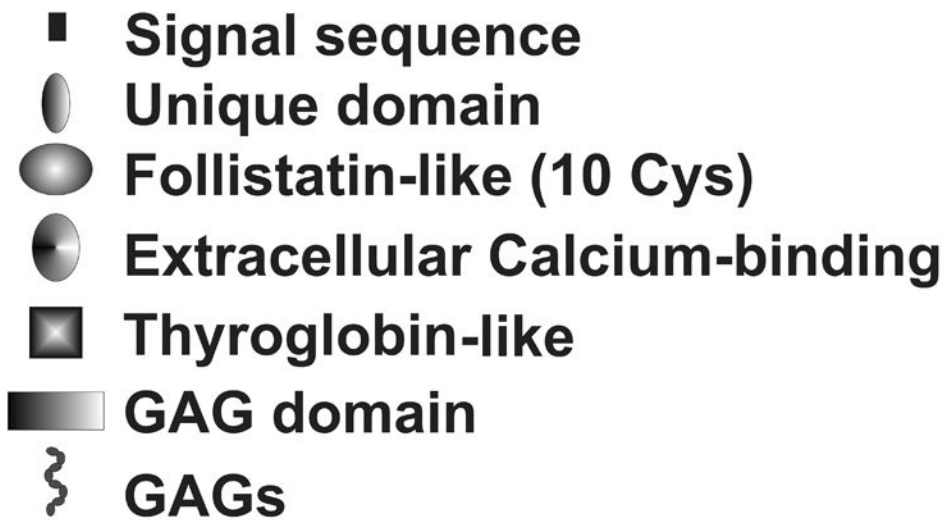 Signal sequence
Unique domain
Follistatin-like (10 Cys)
Extracellular Calcium-binding
Thyroglobin-like
GAG domain
GAGs